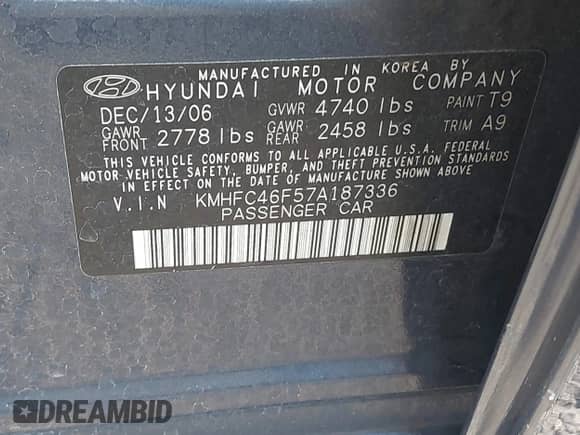 MANUFACTURED IN KOREA BY
HYUNDAI MOTOR COMPANY
DEC/13/06 GVWR 4740 lbs PAINT T9
GAWR FRONT 2778 lbs GAWR REAR 2458 lbs TRIM A9
THIS VEHICLE CONFORMS TO ALL APPLICABLE U.S.A. FEDERAL
MOTOR VEHICLE SAFETY, BUMPER, AND THEFT PREVENTION STANDARDS
IN EFFECT ON THE DATE OF MANUFACTURE SHOWN ABOVE.
V.I.N KMHFC46F57A187336
PASSENGER CAR
DREAMBID